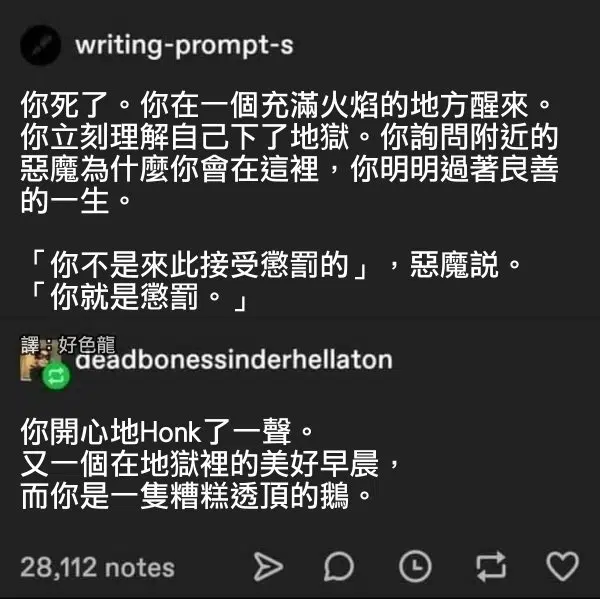 writing-prompt-s
你死了。你在一個充滿火焰的地方醒來。
你立刻理解自己下了地獄。你詢問附近的
惡魔為什麼你會在這裡，你明明過著良善
的一生。
「你不是來此接受懲罰的」，惡魔説。
「你就是懲罰。」
譯：好色龍
deadbonessinderhellaton
你開心地Honk了一聲。
又一個在地獄裡的美好早晨，
而你是一隻糟糕透頂的鵝。
28,112 notes